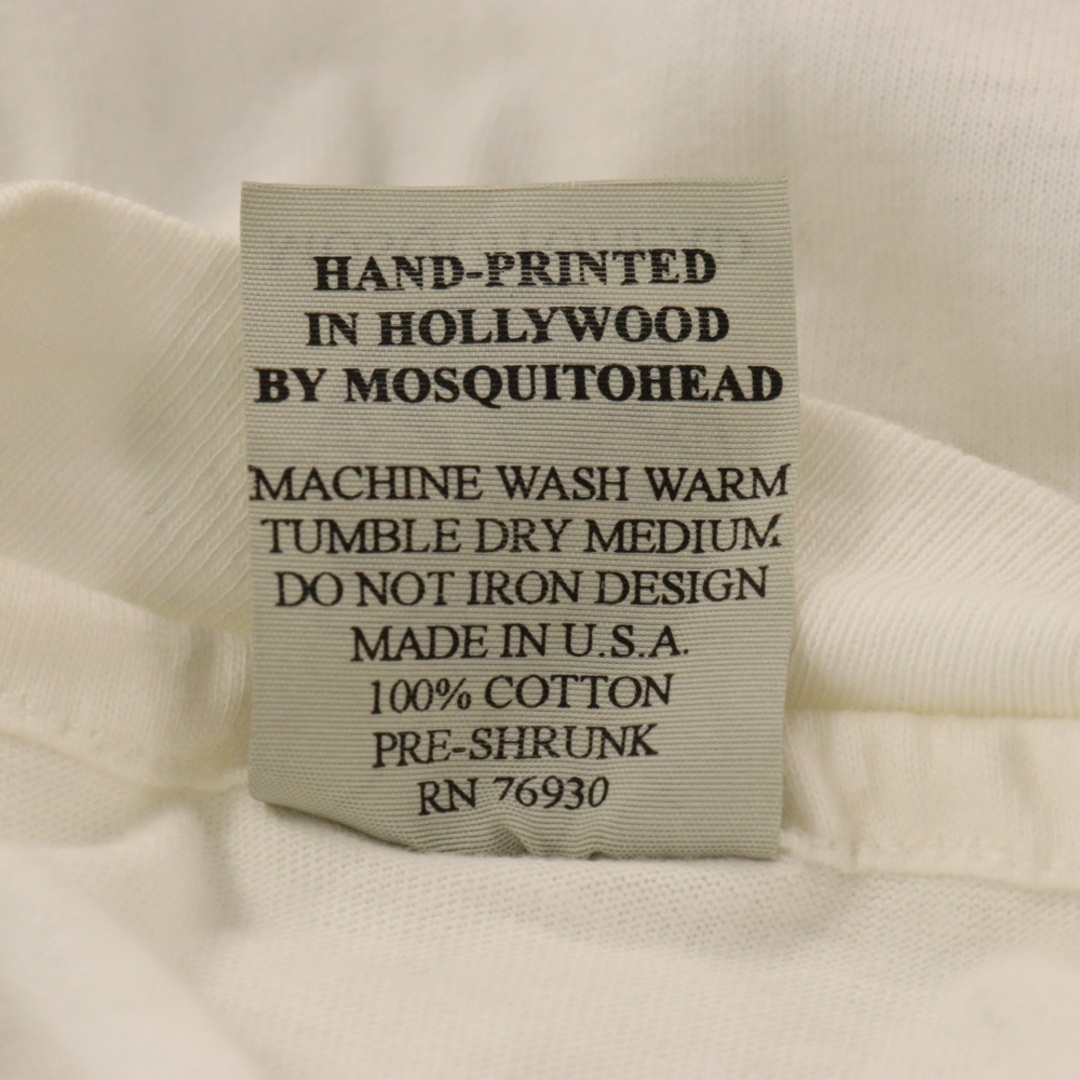 HAND-PRINTED
IN HOLLYWOOD
BY MOSQUITOHEAD
MACHINE WASH WARM
TUMBLE DRY MEDIUM
DO NOT IRON DESIGN
MADE IN U.S.A.
100% COTTON
PRE-SHRUNK
RN 76930